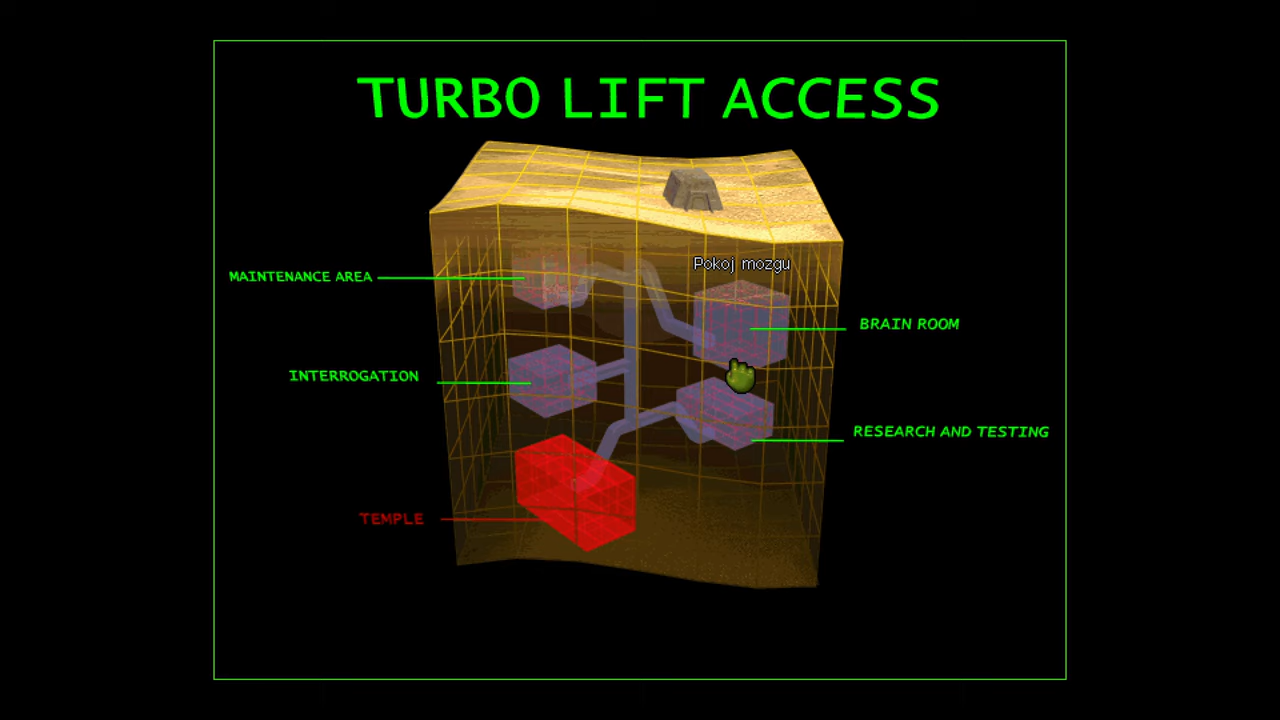 TURBO LIFT ACCESS
Pokoj mozgu
MAINTENANCE AREA
BRAIN ROOM
INTERROGATION
RESEARCH AND TESTING
TEMPLE